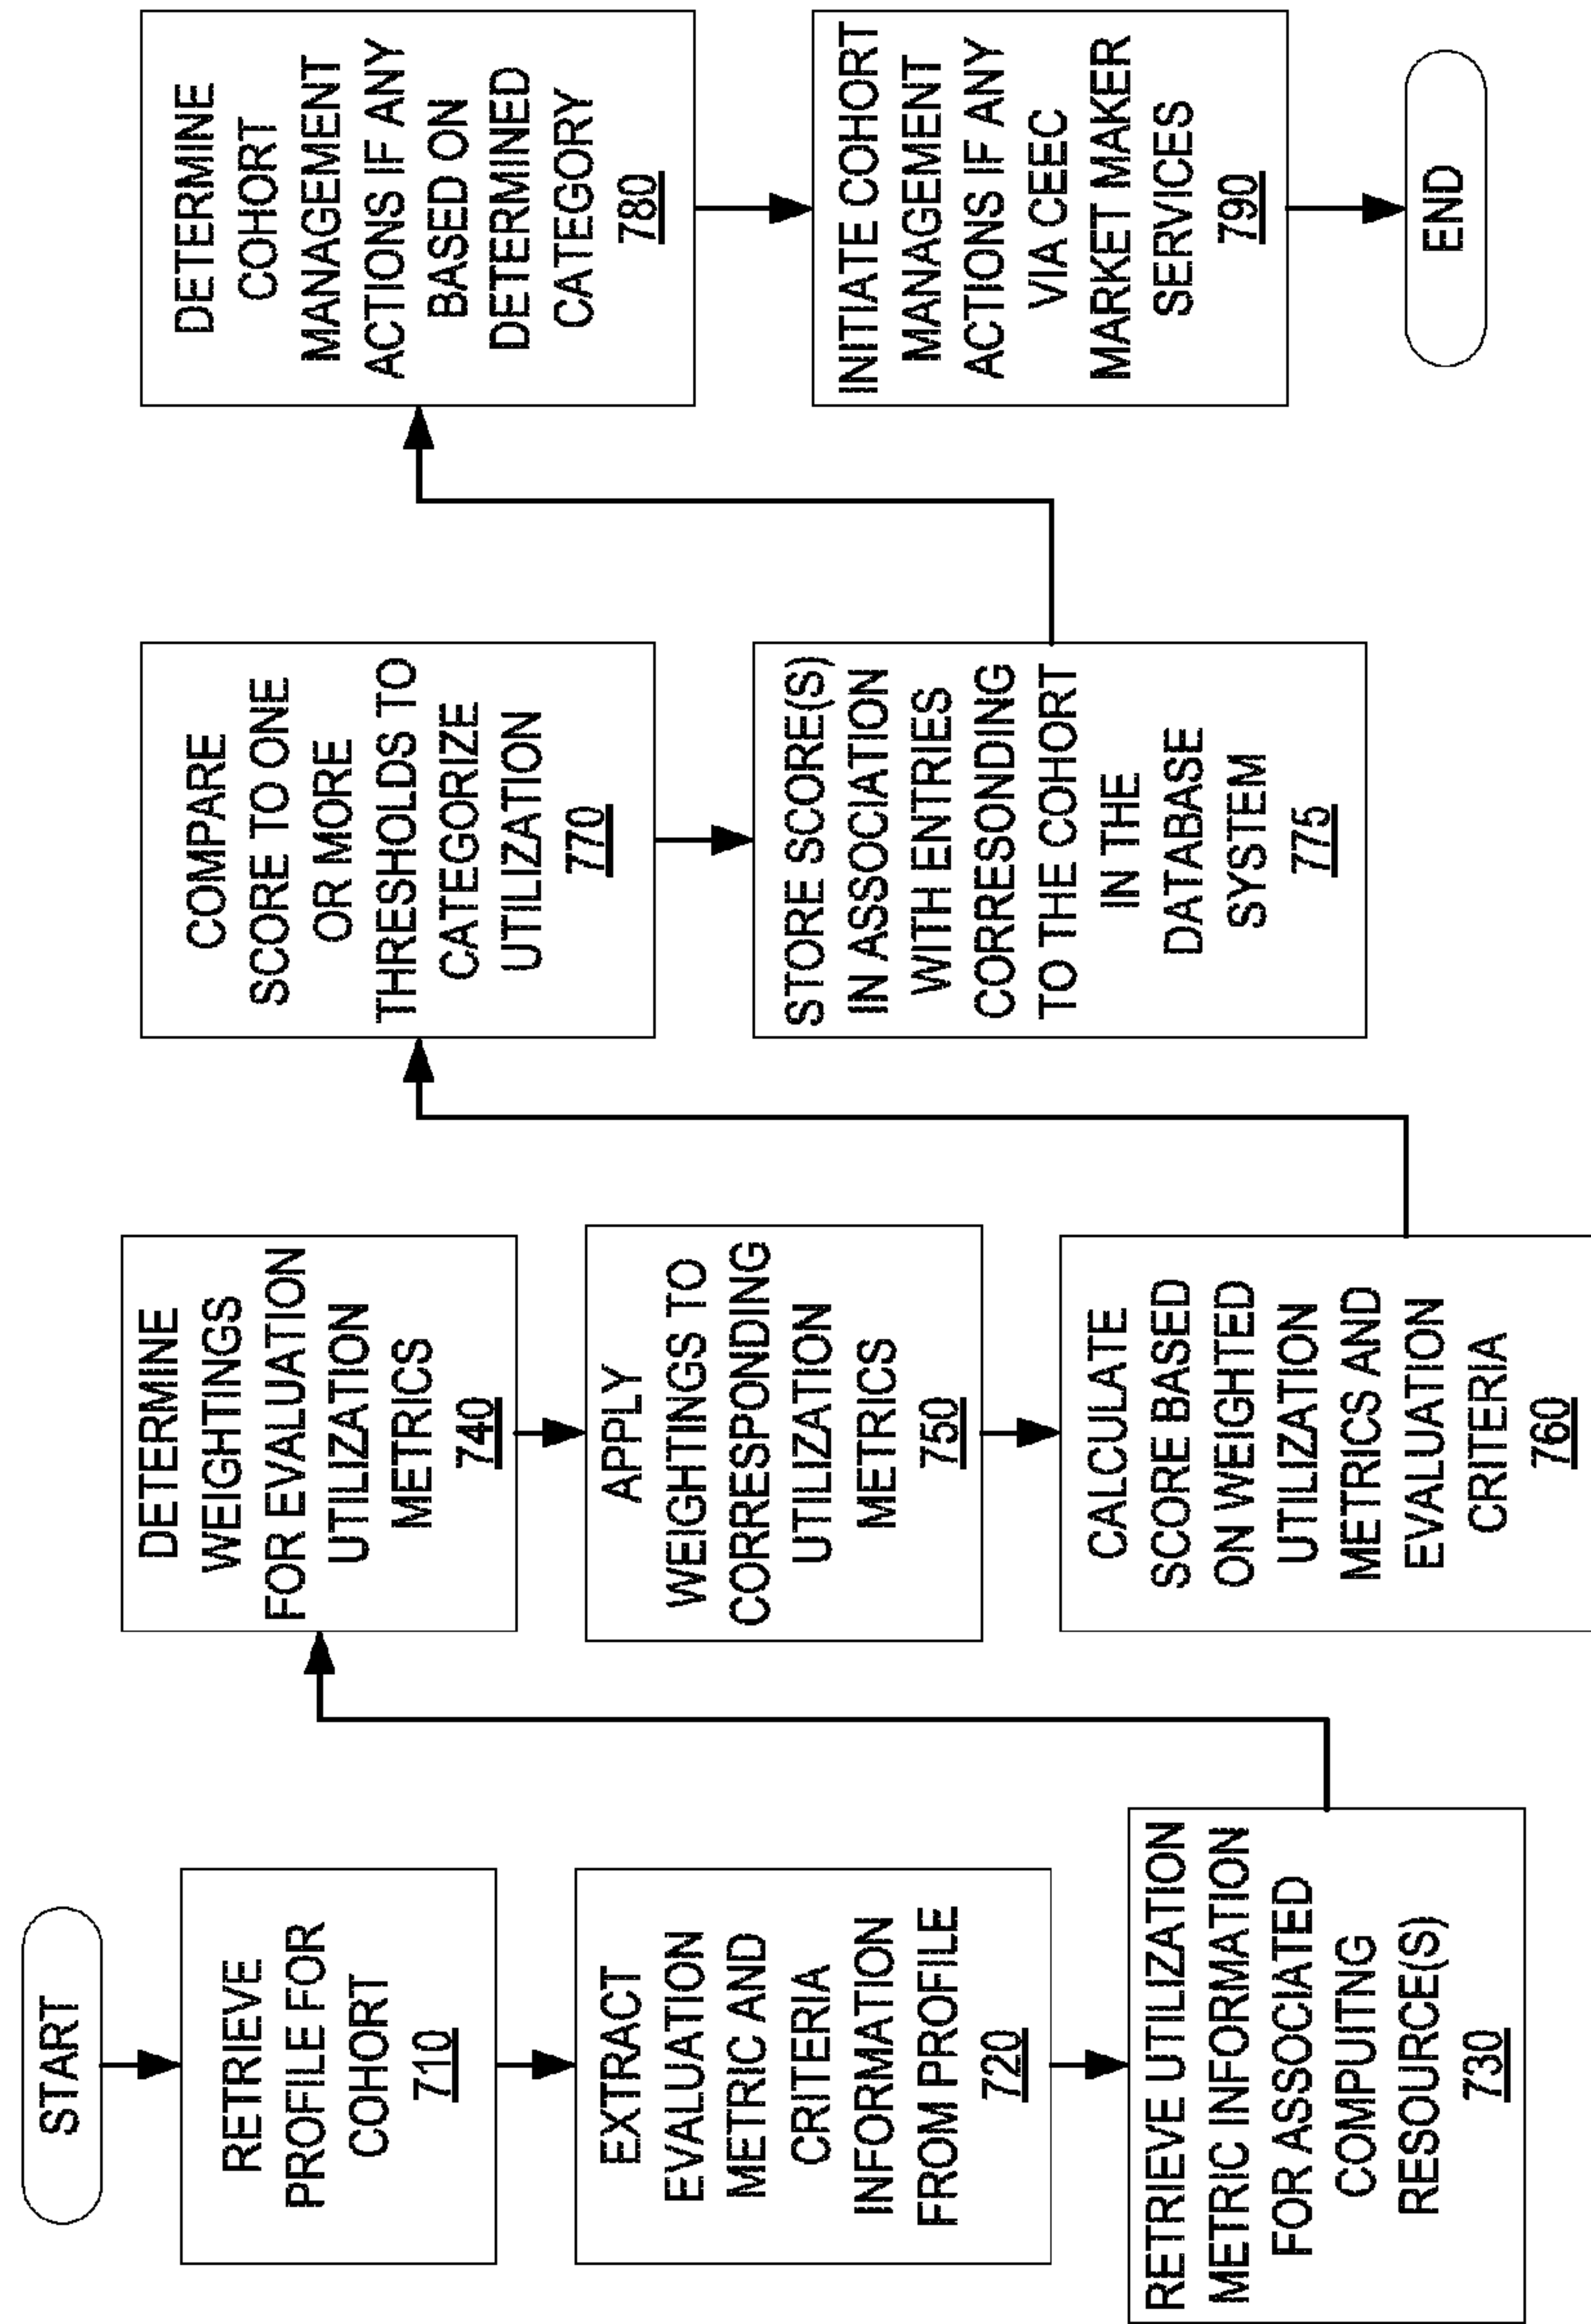 START
RETRIEVE
PROFILE FOR
COHORT
710
EXTRACT
EVALUATION
METRIC AND
CRITERIA
INFORMATION
FROM PROFILE
720
RETRIEVE UTILIZATION
METRIC INFORMATION
FOR ASSOCIATED
COMPUITNG
RESOURCE(S)
730
DETERMINE
WEIGHTINGS
FOR EVALUATION
UTILIZATION
METRICS
740
APPLY
WEIGHTINGS TO
CORRESPONDING
UTILIZATION
METRICS
750
CALCULATE
SCORE BASED
ON WEIGHTED
UTILIZATION
METRICS AND
EVALUATION
CRITERIA
760
COMPARE
SCORE TO ONE
OR MORE
THRESHOLDS TO
CATEGORIZE
UTILIZATION
770
STORE SCORE(S)
IN ASSOCIATION
WITH ENTRIES
CORRESONDING
TO THE COHORT
IN THE
DATABASE
SYSTEM
775
DETERMINE
COHORT
MANAGEMENT
ACTIONS IF ANY
BASED ON
DETERMINED
CATEGORY
780
INITIATE COHORT
MANAGEMENT
ACTIONS IF ANY
VIA CEEC
MARKET MAKER
SERVICES
790
END